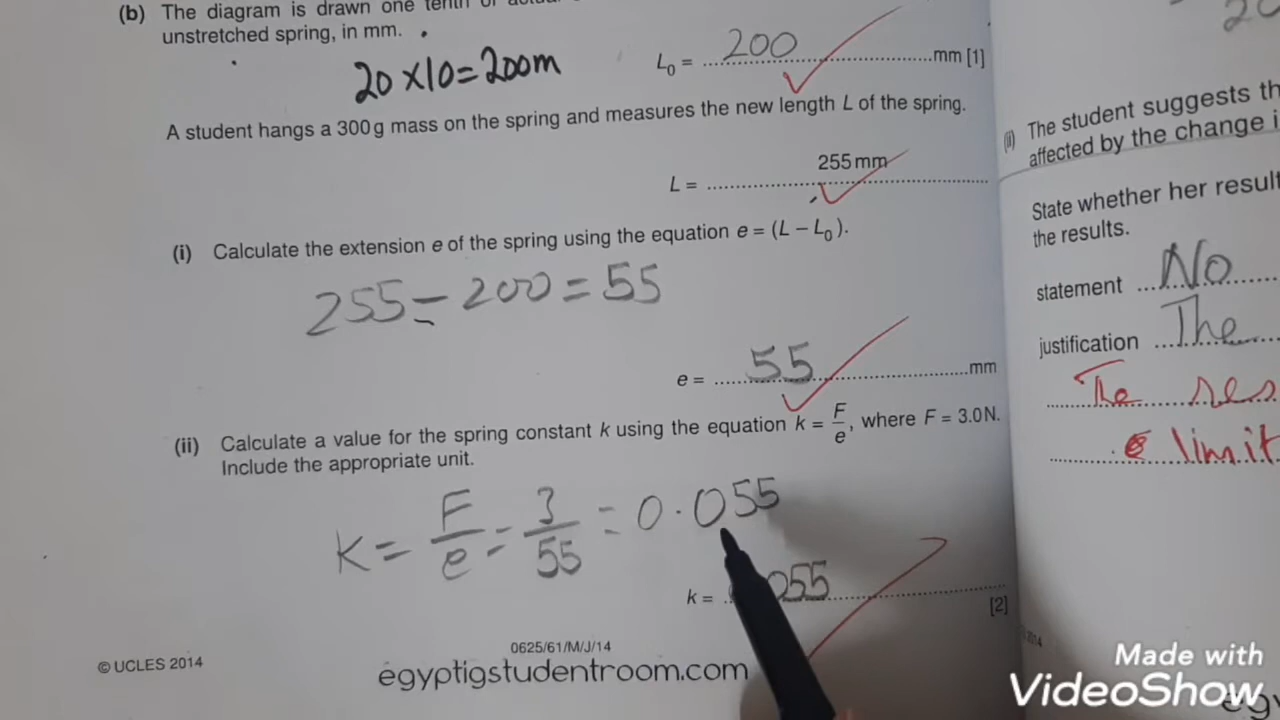 (b) The diagram is drawn one tenth of actual
unstretched spring, in mm.
20 × 10 = 200m
L0 = 200 mm [1]
A student hangs a 300 g mass on the spring and measures the new length L of the spring.
255 mm
L =
(i) Calculate the extension e of the spring using the equation e = (L – L0).
255 – 200 = 55
e = 55 mm
(ii) Calculate a value for the spring constant k using the equation k = F/e, where F = 3.0 N.
Include the appropriate unit.
k = F/e = 3/55 = 0.055
k = 055
[2]
© UCLES 2014
0625/61/M/J/14
egyptigstudentroom.com
(ii) The student suggests
affected by the change
State whether her
the results.
statement No
justification The
The
limit
20
2014
Made with
VideoShow